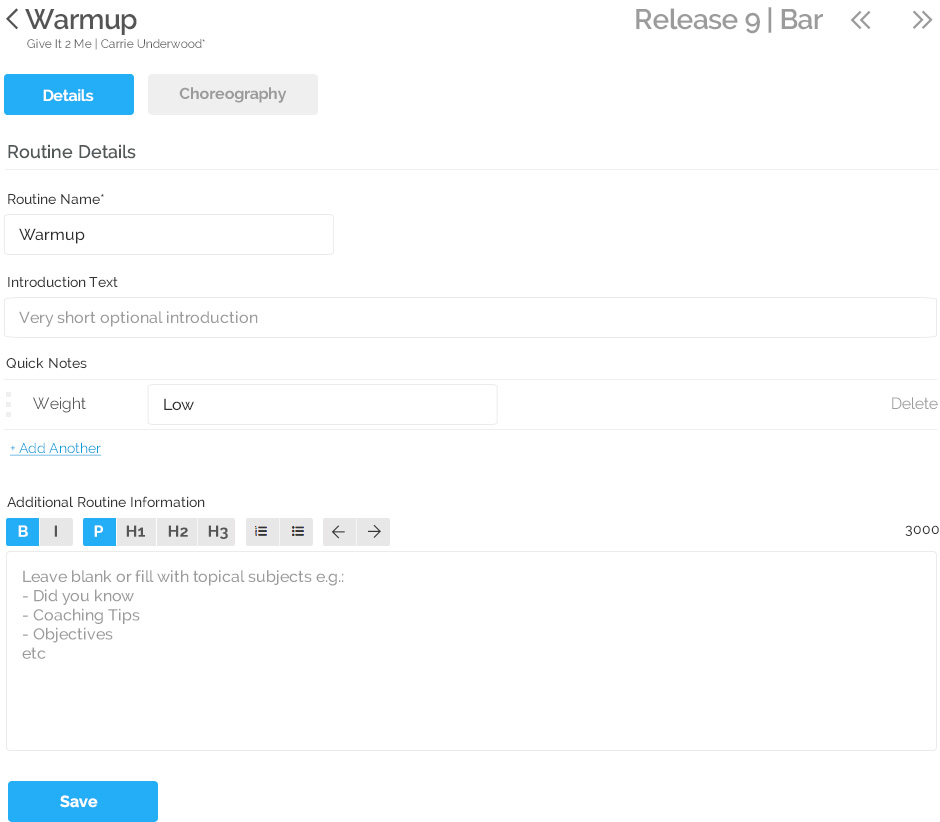 Warmup
Release 9 | Bar
Give It 2 Me | Carrie Underwood*
Details
Choreography
Routine Details
Routine Name*
Warmup
Introduction Text
Very short optional introduction
Quick Notes
Weight
Low
Delete
+ Add Another
Additional Routine Information
B I P H1 H2 H3
3000
Leave blank or fill with topical subjects e.g.:
- Did you know
- Coaching Tips
- Objectives
etc
Save